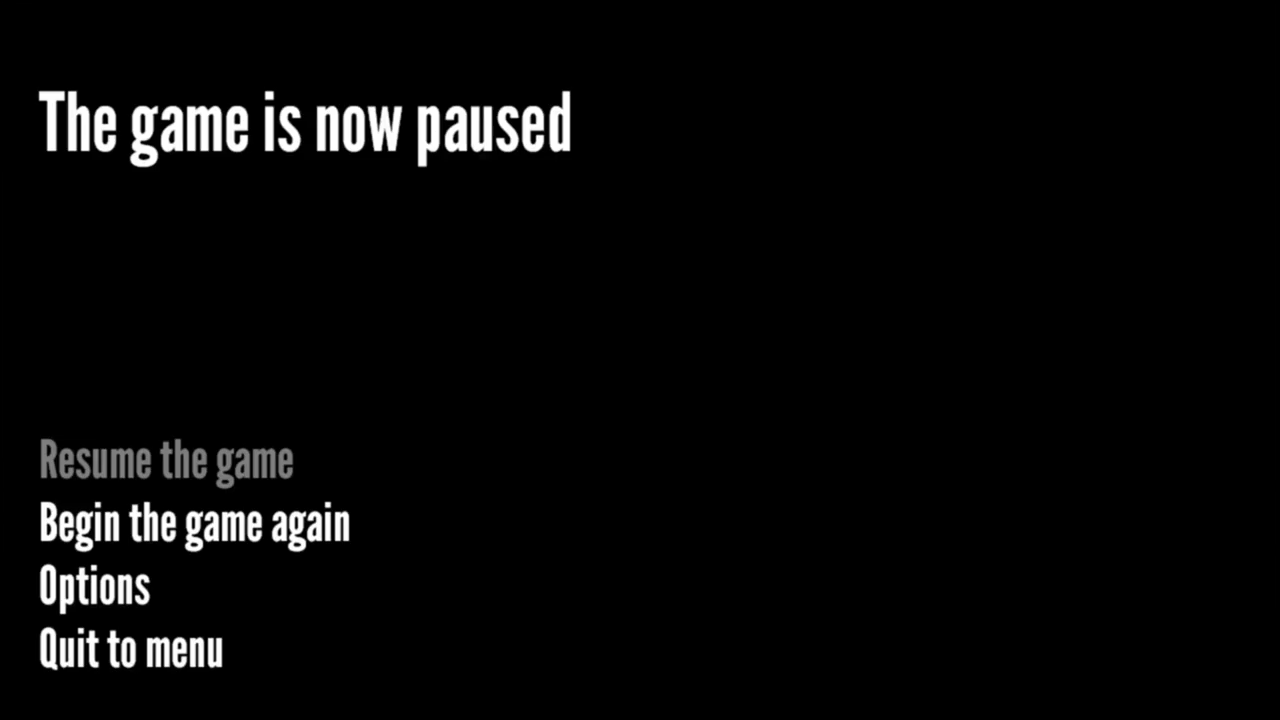 The game is now paused
Resume the game
Begin the game again
Options
Quit to menu